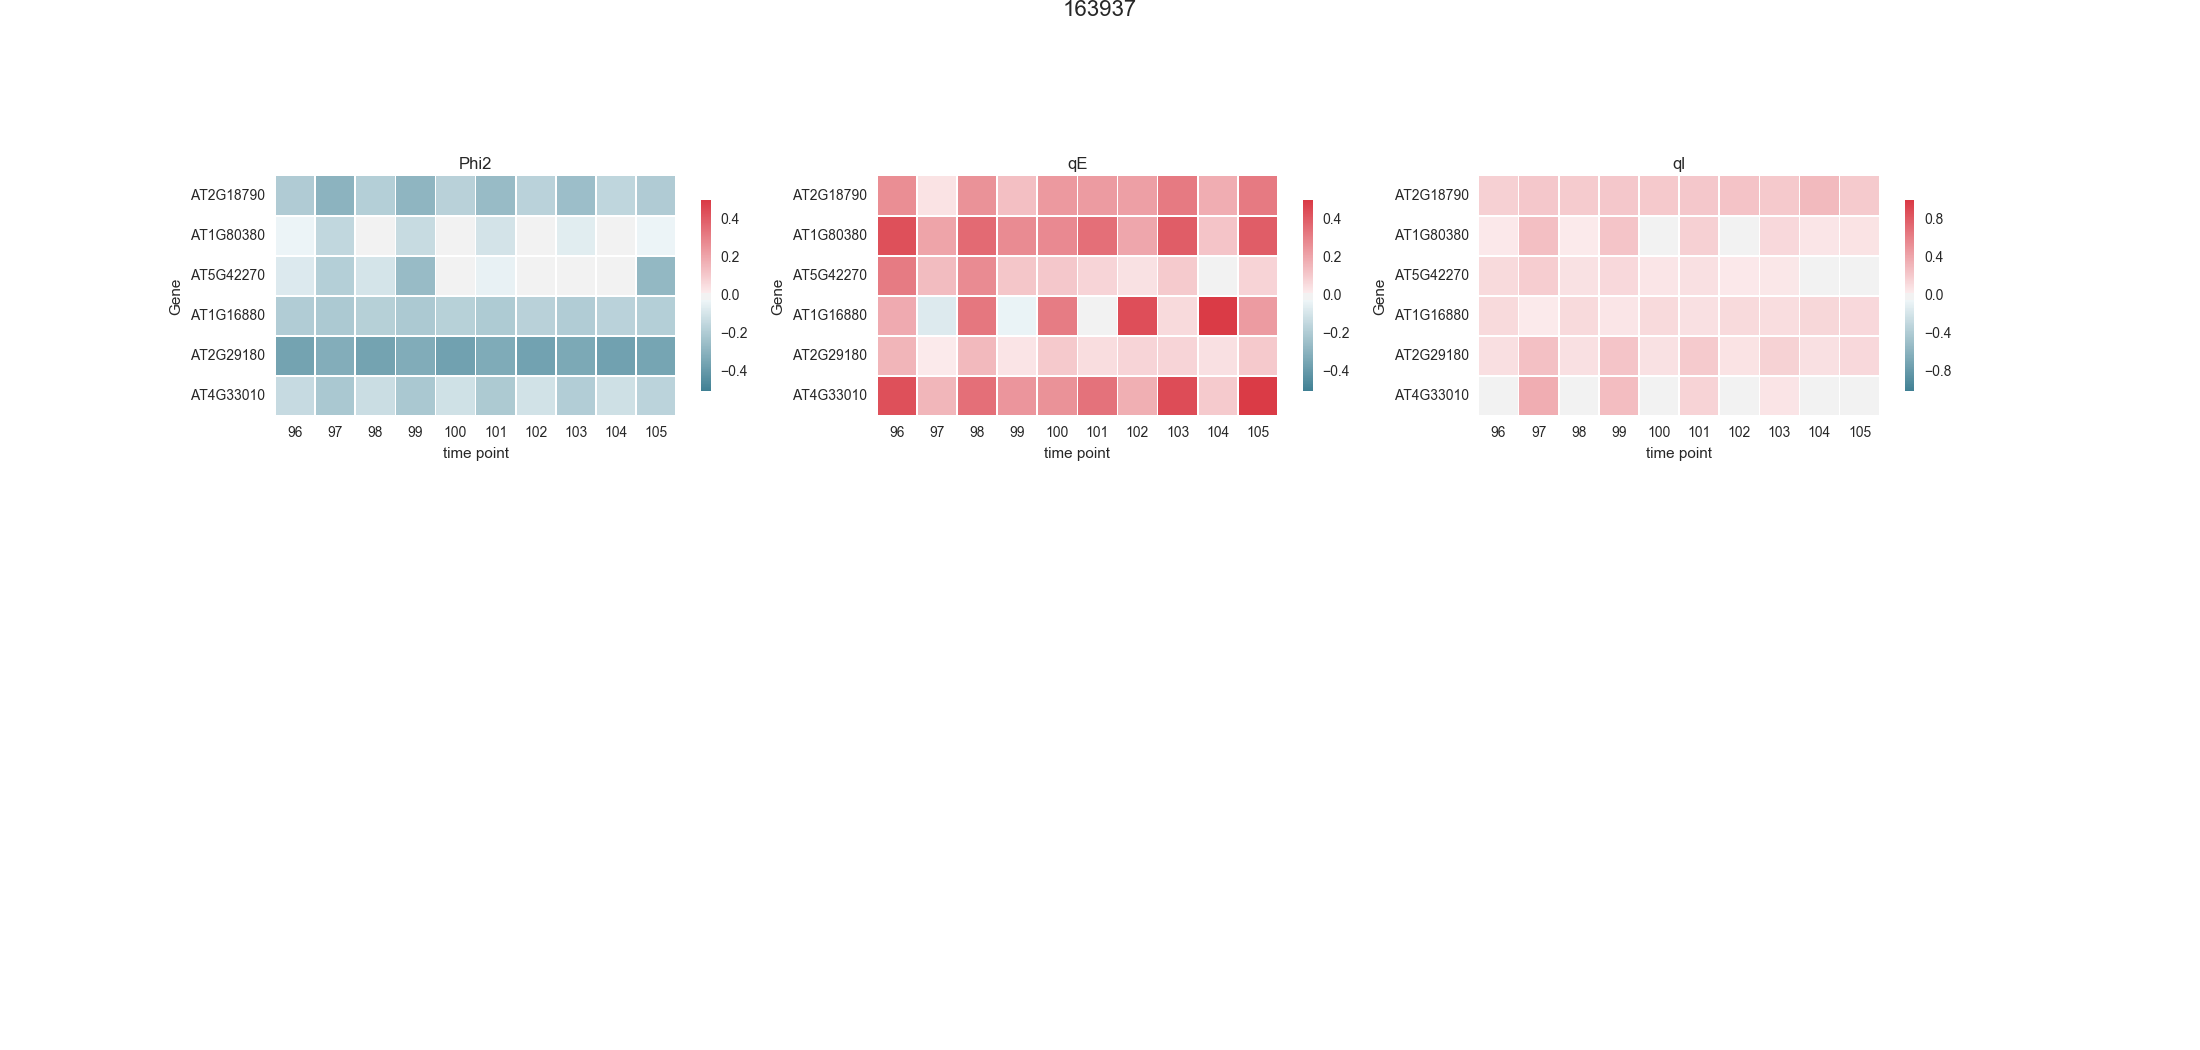 163937
Phi2
Gene
AT2G18790
AT1G80380
AT5G42270
AT1G16880
AT2G29180
AT4G33010
96 97 98 99 100 101 102 103 104 105
time point
0.4
0.2
0.0
−0.2
−0.4
qE
Gene
AT2G18790
AT1G80380
AT5G42270
AT1G16880
AT2G29180
AT4G33010
96 97 98 99 100 101 102 103 104 105
time point
0.4
0.2
0.0
−0.2
−0.4
qI
Gene
AT2G18790
AT1G80380
AT5G42270
AT1G16880
AT2G29180
AT4G33010
96 97 98 99 100 101 102 103 104 105
time point
0.8
0.4
0.0
−0.4
−0.8